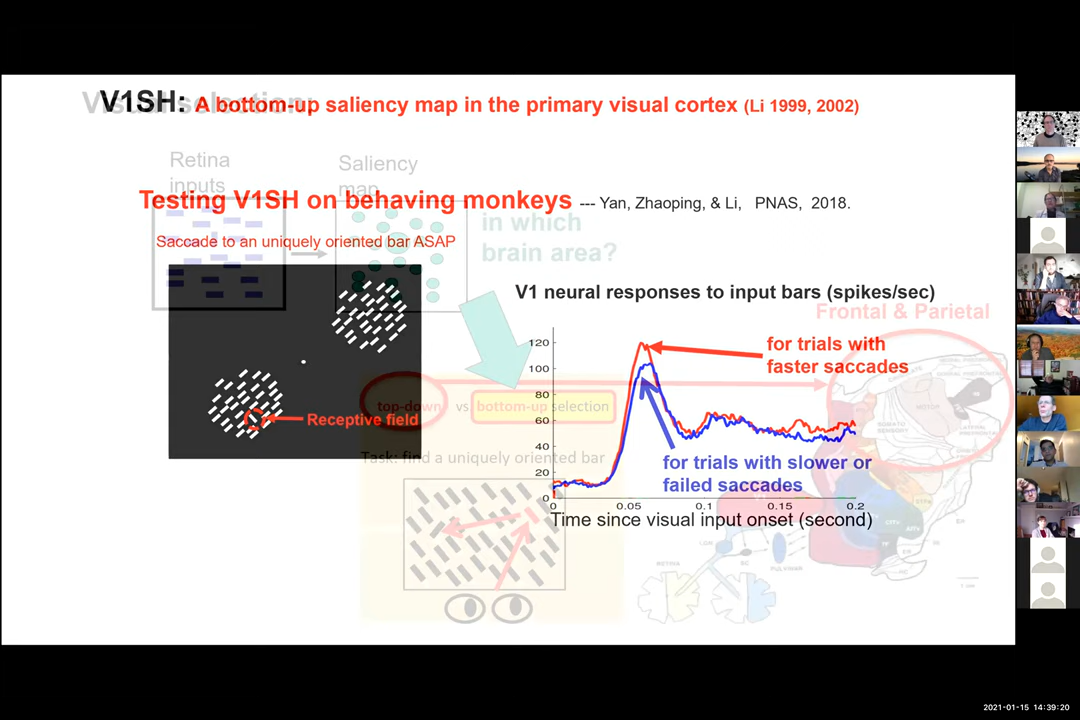 Visual selection:
V1SH: A bottom-up saliency map in the primary visual cortex (Li 1999, 2002)
Retina
inputs
Saliency
map
Testing V1SH on behaving monkeys --- Yan, Zhaoping, & Li, PNAS, 2018.
in which
brain area?
Saccade to an uniquely oriented bar ASAP
V1 neural responses to input bars (spikes/sec)
Frontal & Parietal
120
100
80
60
40
20
0
for trials with
faster saccades
top-down vs bottom-up selection
Receptive field
MOTOR
Task: find a uniquely oriented bar
for trials with slower or
failed saccades
0 0.05 0.1 0.15 0.2
Time since visual input onset (second)
LGN
SC
PULVINAR
RETINA
2021-01-15 14:39:20